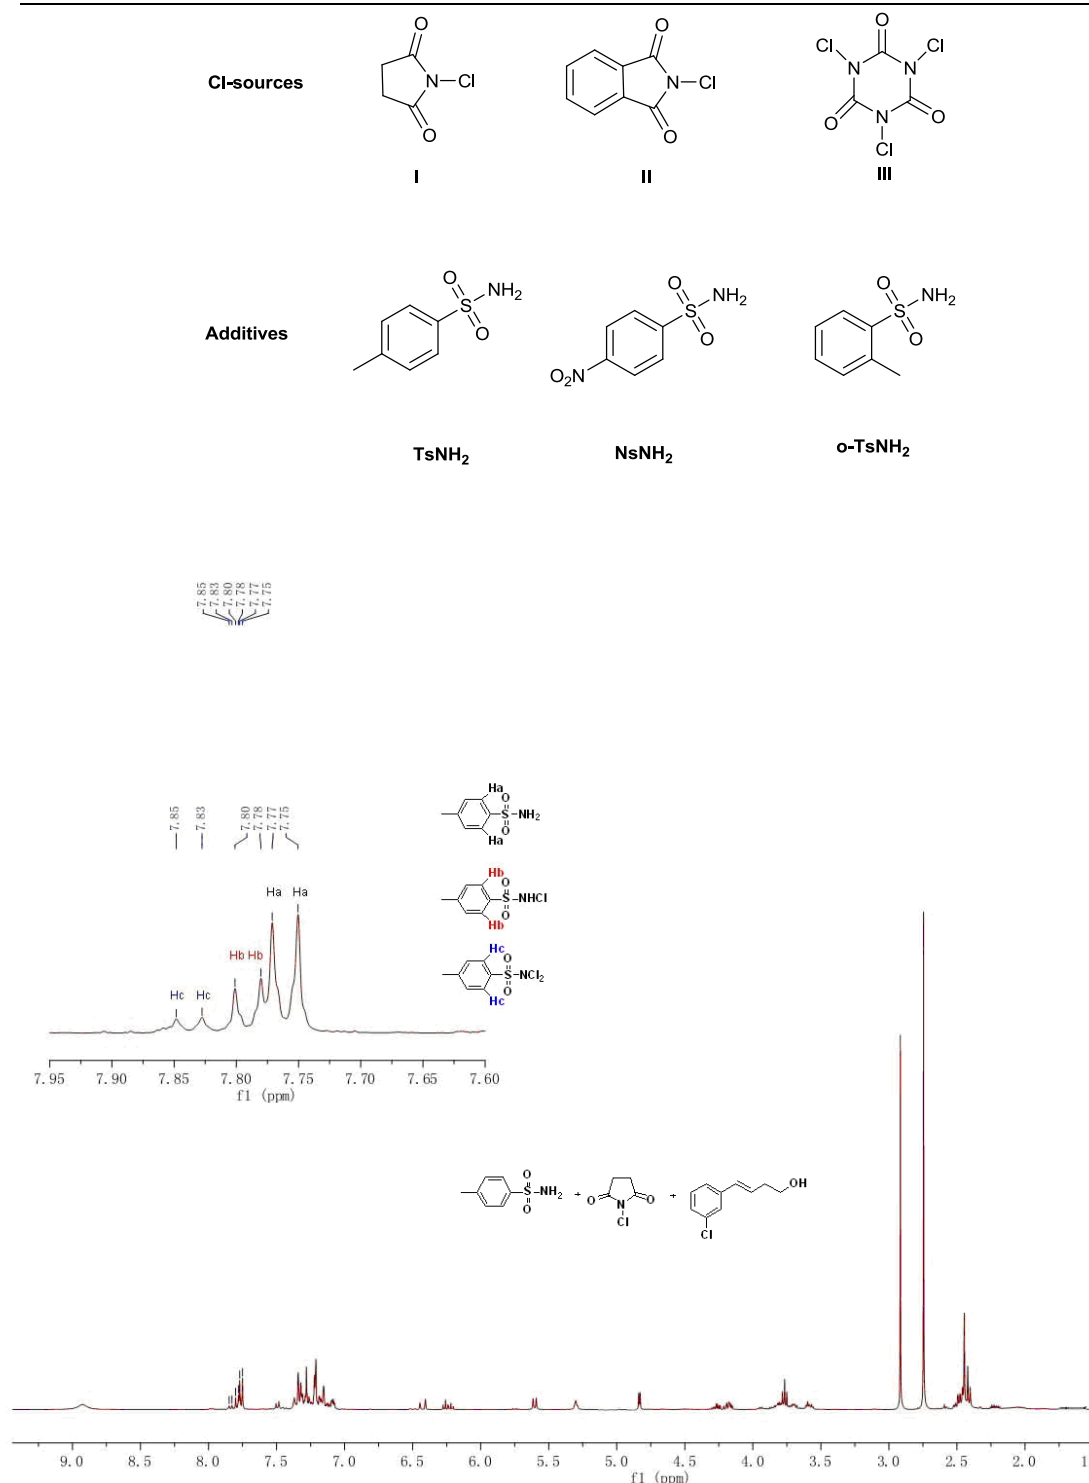 Cl-sources
O
N
Cl
O
I
O
N
Cl
O
II
O
Cl
N
N
Cl
O
N
O
Cl
III
Additives
O
S
NH2
O
TsNH2
O
S
NH2
O
O2N
NsNH2
O
S
NH2
O
o-TsNH2
7.85
7.83
7.80
7.78
7.77
7.75
7.85
7.83
7.80
7.78
7.77
7.75
Ha Ha
Hb Hb
Hc Hc
Ha
O
S
NH2
O
Ha
Hb
O
S
NHCl
O
Hb
Hc
O
S
NCl2
O
Hc
7.95 7.90 7.85 7.80 7.75 7.70 7.65 7.60
f1 (ppm)
O
S
NH2
O
+
O
N
O
Cl
+
OH
Cl
9.0 8.5 8.0 7.5 7.0 6.5 6.0 5.5 5.0 4.5 4.0 3.5 3.0 2.5 2.0
f1 (ppm)